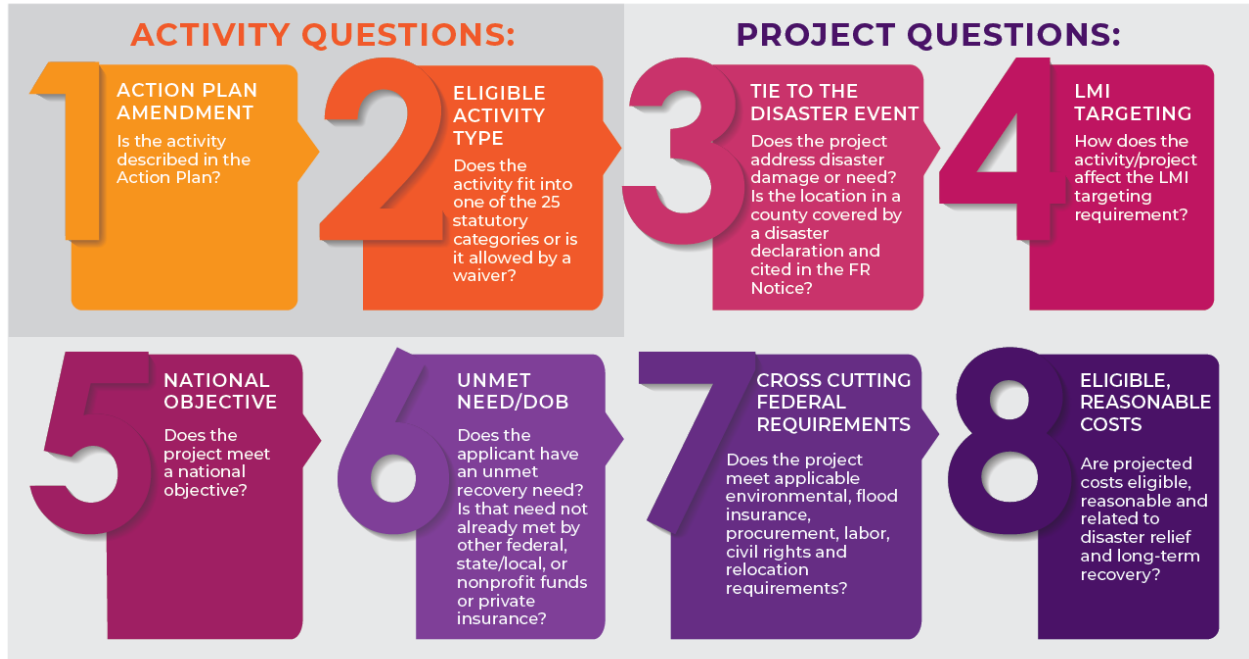 ACTIVITY QUESTIONS:
1
ACTION PLAN
AMENDMENT
Is the activity
described in the
Action Plan?
2
ELIGIBLE
ACTIVITY
TYPE
Does the
activity fit into
one of the 25
statutory
categories or is
it allowed by a
waiver?
PROJECT QUESTIONS:
3
TIE TO THE
DISASTER EVENT
Does the project
address disaster
damage or need?
Is the location in a
county covered by
a disaster
declaration and
cited in the FR
Notice?
4
LMI
TARGETING
How does the
activity/project
affect the LMI
targeting
requirement?
5
NATIONAL
OBJECTIVE
Does the
project meet
a national
objective?
6
UNMET
NEED/DOB
Does the
applicant have
an unmet
recovery need?
Is that need not
already met by
other federal,
state/local, or
nonprofit funds
or private
insurance?
7
CROSS CUTTING
FEDERAL
REQUIREMENTS
Does the project
meet applicable
environmental, flood
insurance,
procurement, labor,
civil rights and
relocation
requirements?
8
ELIGIBLE,
REASONABLE
COSTS
Are projected
costs eligible,
reasonable and
related to
disaster relief
and long-term
recovery?